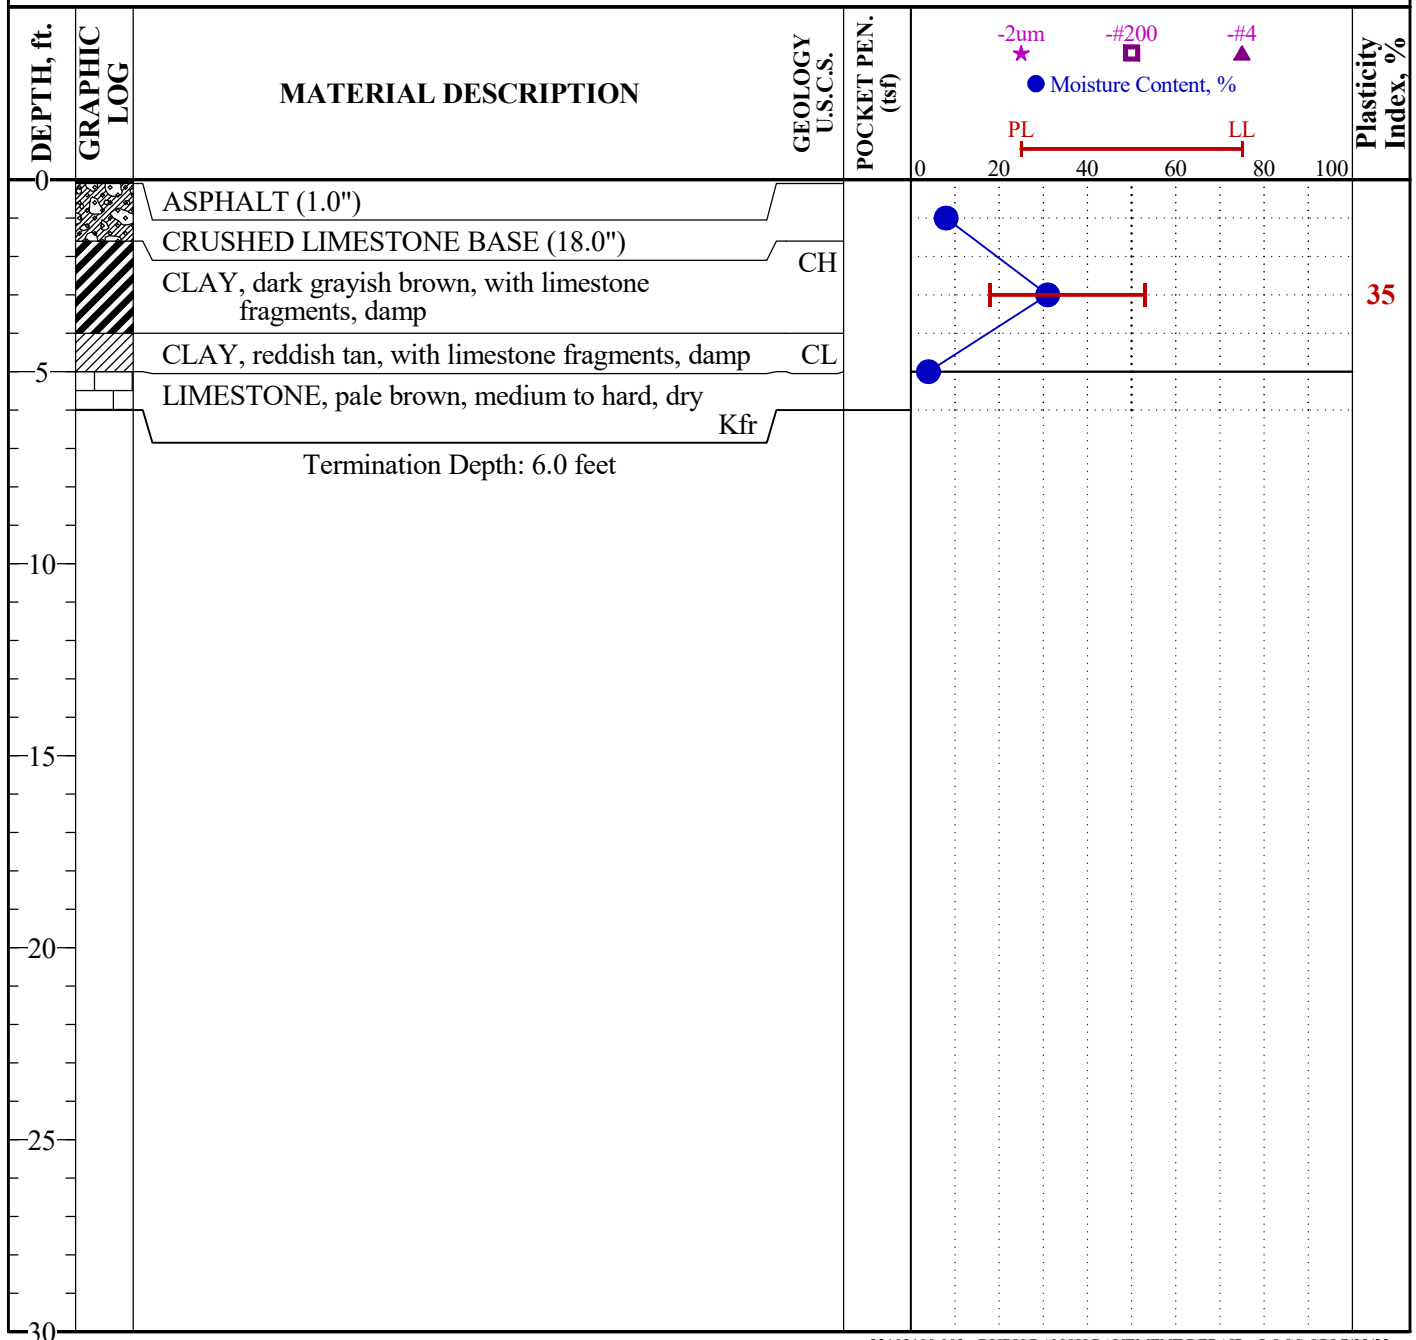 DEPTH, ft.
GRAPHIC
LOG
MATERIAL DESCRIPTION
GEOLOGY
U.S.C.S.
POCKET PEN.
(tsf)
-2um
-#200
-#4
Moisture Content, %
PL
LL
0 20 40 60 80 100
Plasticity
Index, %
0
ASPHALT (1.0")
CRUSHED LIMESTONE BASE (18.0")
CH
CLAY, dark grayish brown, with limestone
fragments, damp
35
CLAY, reddish tan, with limestone fragments, damp
CL
5
LIMESTONE, pale brown, medium to hard, dry
Kfr
Termination Depth: 6.0 feet
10
15
20
25
30